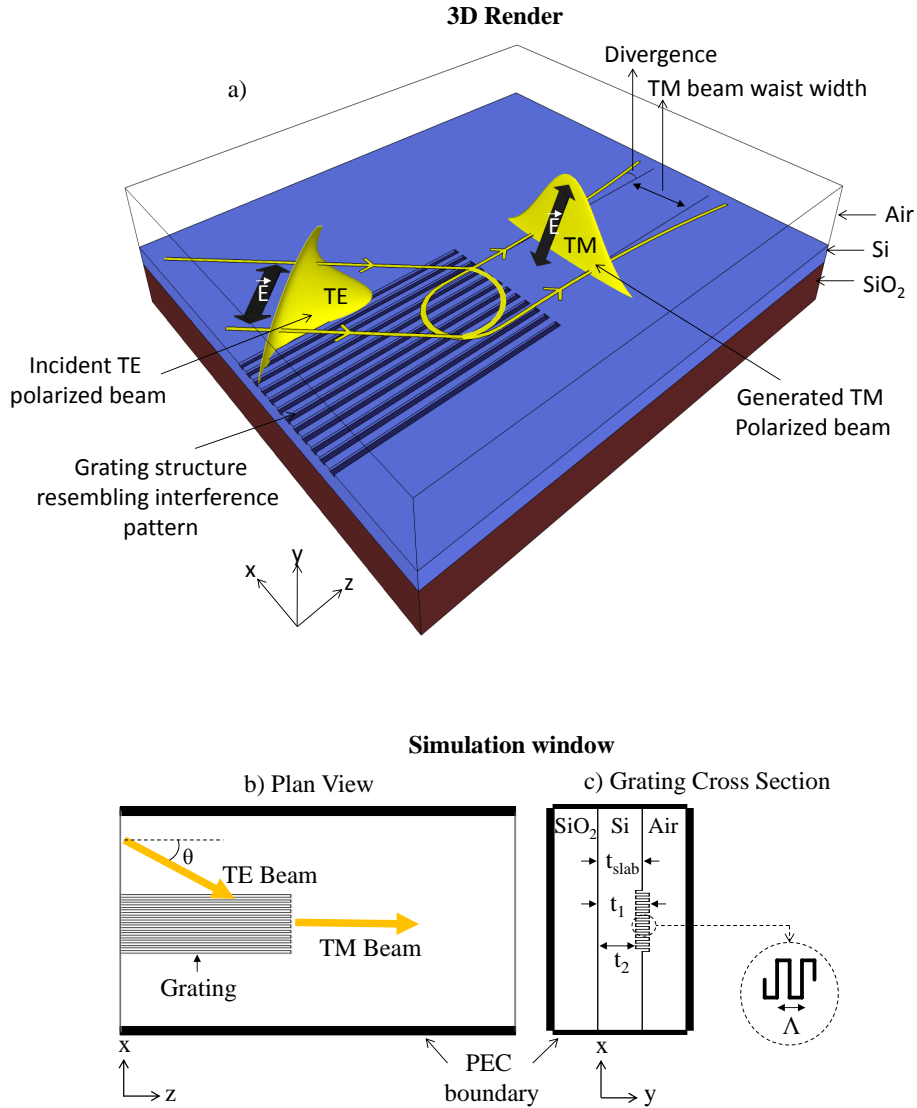 3D Render
a)
Divergence
TM beam waist width
Air
Si
SiO2
E
TE
E
TM
Incident TE
polarized beam
Grating structure
resembling interference
pattern
Generated TM
Polarized beam
x
y
z
Simulation window
b) Plan View
c) Grating Cross Section
θ
TE Beam
TM Beam
Grating
SiO2
Si
Air
tslab
t1
t2
Λ
PEC
boundary
x
z
x
y